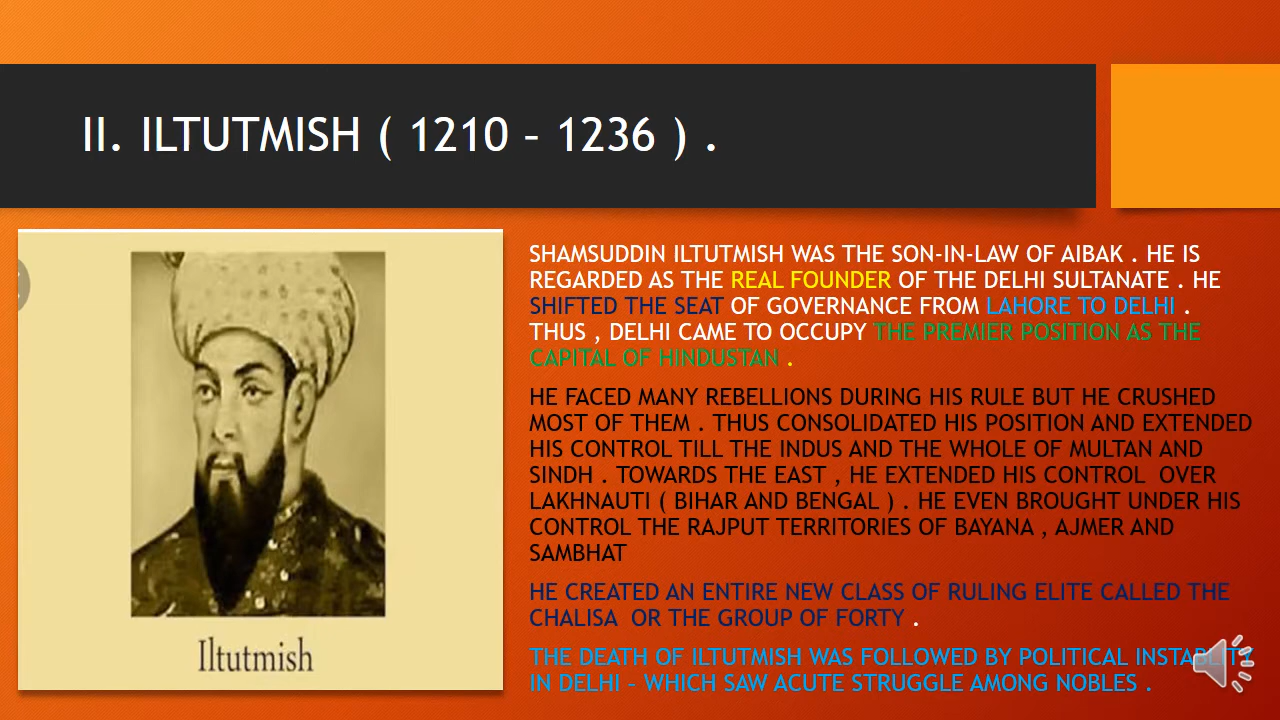 II. ILTUTMISH ( 1210 – 1236 ) .
SHAMSUDDIN ILTUTMISH WAS THE SON-IN-LAW OF AIBAK . HE IS
REGARDED AS THE REAL FOUNDER OF THE DELHI SULTANATE . HE
SHIFTED THE SEAT OF GOVERNANCE FROM LAHORE TO DELHI .
THUS , DELHI CAME TO OCCUPY THE PREMIER POSITION AS THE
CAPITAL OF HINDUSTAN .
HE FACED MANY REBELLIONS DURING HIS RULE BUT HE CRUSHED
MOST OF THEM . THUS CONSOLIDATED HIS POSITION AND EXTENDED
HIS CONTROL TILL THE INDUS AND THE WHOLE OF MULTAN AND
SINDH . TOWARDS THE EAST , HE EXTENDED HIS CONTROL  OVER
LAKHNAUTI ( BIHAR AND BENGAL ) . HE EVEN BROUGHT UNDER HIS
CONTROL THE RAJPUT TERRITORIES OF BAYANA , AJMER AND
SAMBHAT
HE CREATED AN ENTIRE NEW CLASS OF RULING ELITE CALLED THE
CHALISA  OR THE GROUP OF FORTY .
THE DEATH OF ILTUTMISH WAS FOLLOWED BY POLITICAL INSTABLITY
IN DELHI – WHICH SAW ACUTE STRUGGLE AMONG NOBLES .
Iltutmish